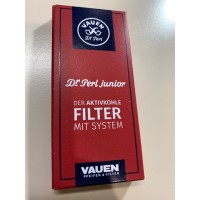 VAUEN
Dr Perl
Dr Perl junior
DER AKTIVKOHLE
FILTER
MIT SYSTEM
VAUEN
PFEIFEN & FILTER